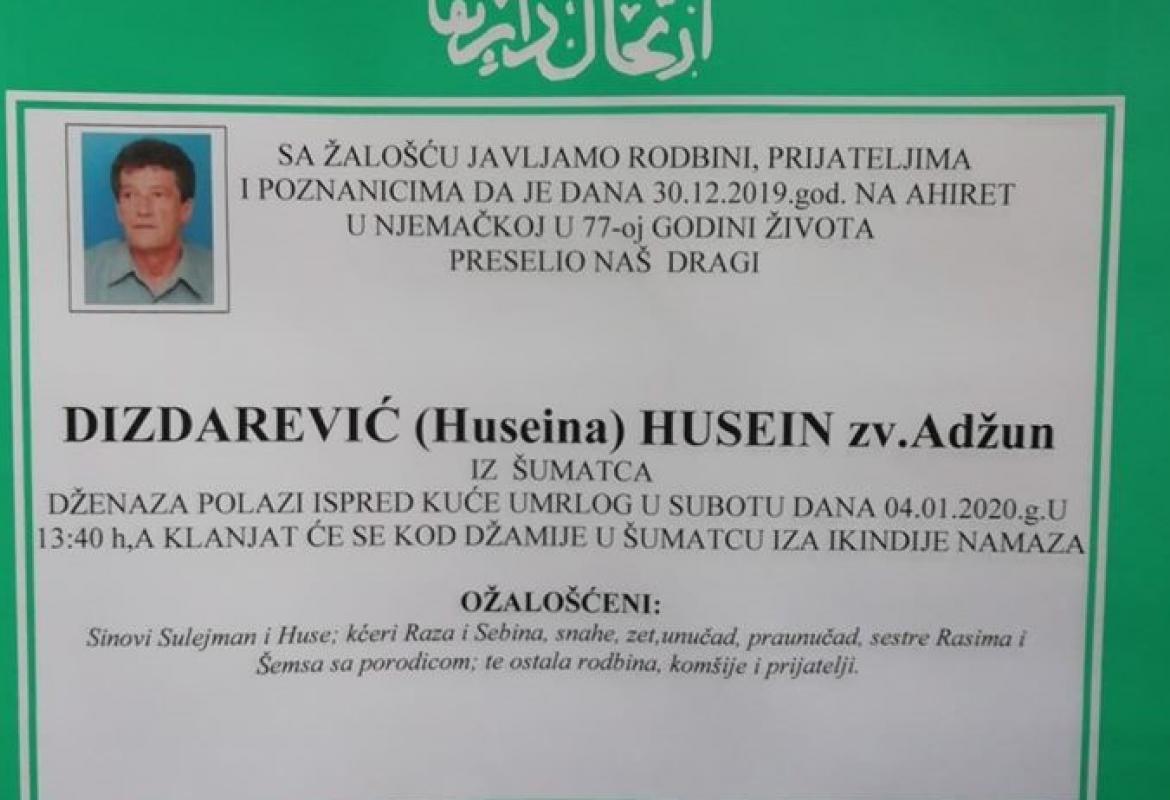 SA ŽALOŠĆU JAVLJAMO RODBINI, PRIJATELJIMA
I POZNANICIMA DA JE DANA 30.12.2019.god. NA AHIRET
U NJEMAČKOJ U 77-oj GODINI ŽIVOTA
PRESELIO NAŠ DRAGI
DIZDAREVIĆ (Huseina) HUSEIN zv.Adžun
IZ ŠUMATCA
DŽENAZA POLAZI ISPRED KUĆE UMRLOG U SUBOTU DANA 04.01.2020.g.U
13:40 h,A KLANJAT ĆE SE KOD DŽAMIJE U ŠUMATCU IZA IKINDIJE NAMAZA
OŽALOŠĆENI:
Sinovi Sulejman i Huse; kćeri Raza i Sebina, snahe, zet,unučad, praunučad, sestre Rasima i
Šemsa sa porodicom; te ostala rodbina, komšije i prijatelji.